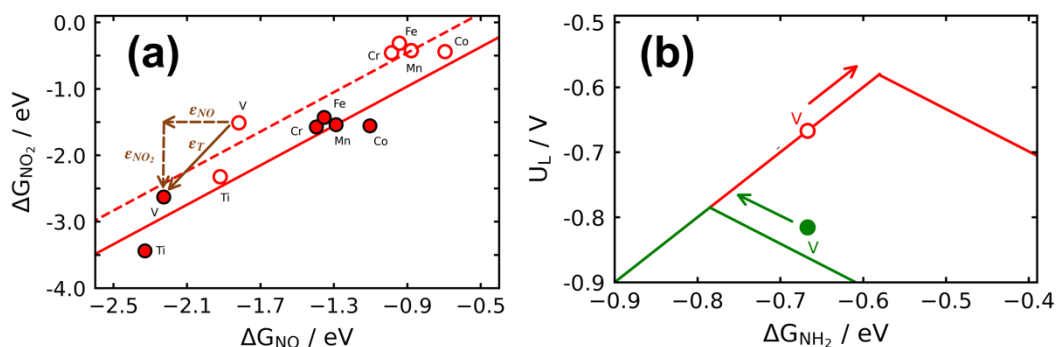 (a)
0.0
-1.0
-2.0
-3.0
-4.0
ΔG_NO₂ / eV
Fe
Cr
Mn
Co
V
ε_NO
ε_NO₂
ε_T
Fe
Cr
Mn
Co
V
Ti
Ti
−2.5 −2.1 −1.7 −1.3 −0.9 −0.5
ΔG_NO / eV
(b)
-0.5
-0.6
-0.7
-0.8
-0.9
U_L / V
V
V
−0.9 −0.8 −0.7 −0.6 −0.5 −0.4
ΔG_NH₂ / eV